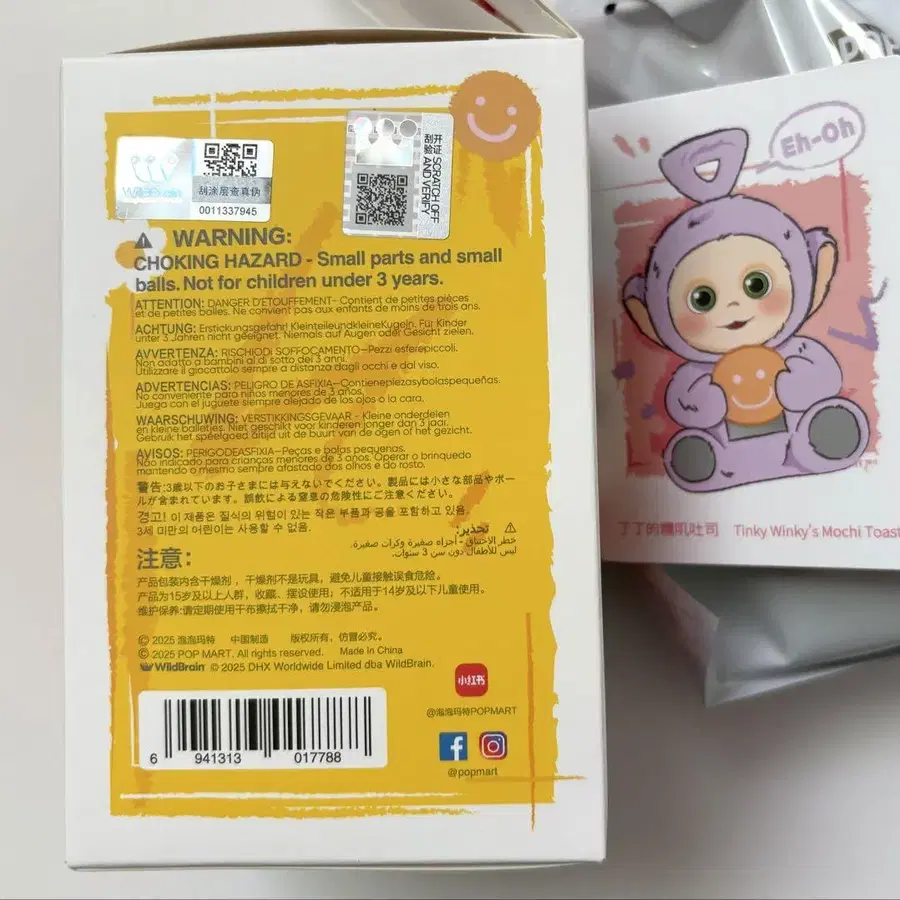 WildBrain
刮涂层查真伪
0011337945
刮开
验证
SCRATCH OFF
AND VERIFY
WARNING:
CHOKING HAZARD - Small parts and small
balls. Not for children under 3 years.
ATTENTION: DANGER D'ETOUFFEMENT- Contient de petites pièces
et de petites balles. Ne convient pas aux enfants de moins de trois ans.
ACHTUNG: Erstickungsgefahr! KleinteileundkleineKugeln. Für Kinder
unter 3 Jahren nicht geeignet. Niemals auf Augen oder Gesicht zielen.
AVVERTENZA: RISCHIO DI SOFFOCAMENTO-Pezzi esferepiccoli.
Non adatto a bambini al di sotto dei 3 anni.
Utilizzare il giocattolo sempre a distanza dagli occhi e dal viso.
ADVERTENCIAS: PELIGRO DE ASFIXIA-Contienepiezasybolaspequeñas.
No conveniente para niños menores de 3 años.
Juega con el juguete siempre alejado de los ojos o la cara.
WAARSCHUWING: VERSTIKKINGSGEVAAR - Kleine onderdelen
en kleine balletjes. Niet geschikt voor kinderen jonger dan 3 jaar.
Gebruik het speelgoed altijd uit de buurt van de ogen of het gezicht.
AVISOS: PERIGODEASFIXIA-Peças e bolas pequenas.
Não indicado para crianças menores de 3 anos. Operar o brinquedo
mantendo o mesmo sempre afastado dos olhos e do rosto.
警告:3歳以下のお子さまには与えないでください。製品には小さな部品やボー
ルが含まれています。誤飲による窒息の危険性にご注意ください。
경고! 이 제품은 질식의 위험이 있는 작은 부품과 공을 포함하고 있음.
3세 미만의 어린이는 사용할 수 없음.
تحذير:
خطر الاختناق - أجزاء صغيرة وكرات صغيرة.
ليس للأطفال دون سن 3 سنوات.
注意:
产品包装内含干燥剂,干燥剂不是玩具,避免儿童接触误食危险。
产品为15岁及以上人群,收藏、摆设使用;不适用于14岁及以下儿童使用。
维护保养:请定期使用干布擦拭干净,请勿浸泡产品。
© 2025 泡泡玛特 中国制造 版权所有,仿冒必究。
© 2025 POP MART. All rights reserved. Made in China
WildBrain © 2025 DHX Worldwide Limited dba WildBrain.
小红书
@泡泡玛特POPMART
@popmart
6 941313 017788
POP
Eh-Oh
丁丁的糯叽吐司 Tinky Winky's Mochi Toast